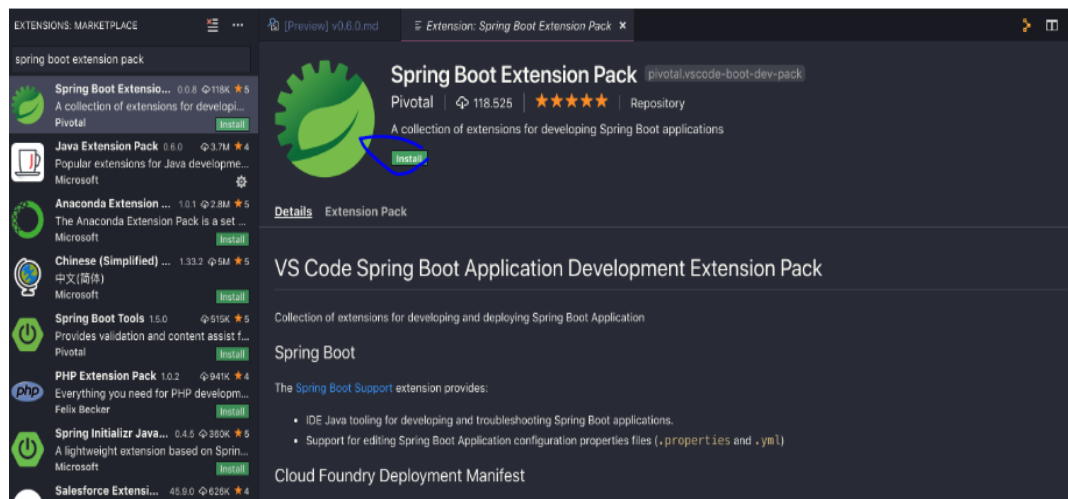 EXTENSIONS: MARKETPLACE
[Preview] v0.6.0.md
Extension: Spring Boot Extension Pack
spring boot extension pack
Spring Boot Extensio... 0.0.8 118K 5
A collection of extensions for developi...
Pivotal Install
Java Extension Pack 0.6.0 3.7M 4
Popular extensions for Java developme...
Microsoft
Anaconda Extension ... 1.0.1 2.8M 5
The Anaconda Extension Pack is a set ...
Microsoft Install
Chinese (Simplified) ... 1.33.2 5M 5
中文(简体)
Microsoft Install
Spring Boot Tools 1.5.0 515K 5
Provides validation and content assist f...
Pivotal Install
php
PHP Extension Pack 1.0.2 941K 4
Everything you need for PHP developm...
Felix Becker Install
Spring Initializr Java... 0.4.5 360K 5
A lightweight extension based on Sprin...
Microsoft Install
Salesforce Extensi... 45.9.0 626K 4
Spring Boot Extension Pack pivotal.vscode-boot-dev-pack
Pivotal 118.525 Repository
A collection of extensions for developing Spring Boot applications
Install
Details Extension Pack
VS Code Spring Boot Application Development Extension Pack
Collection of extensions for developing and deploying Spring Boot Application
Spring Boot
The Spring Boot Support extension provides:
• IDE Java tooling for developing and troubleshooting Spring Boot applications.
• Support for editing Spring Boot Application configuration properties files (.properties and .yml)
Cloud Foundry Deployment Manifest